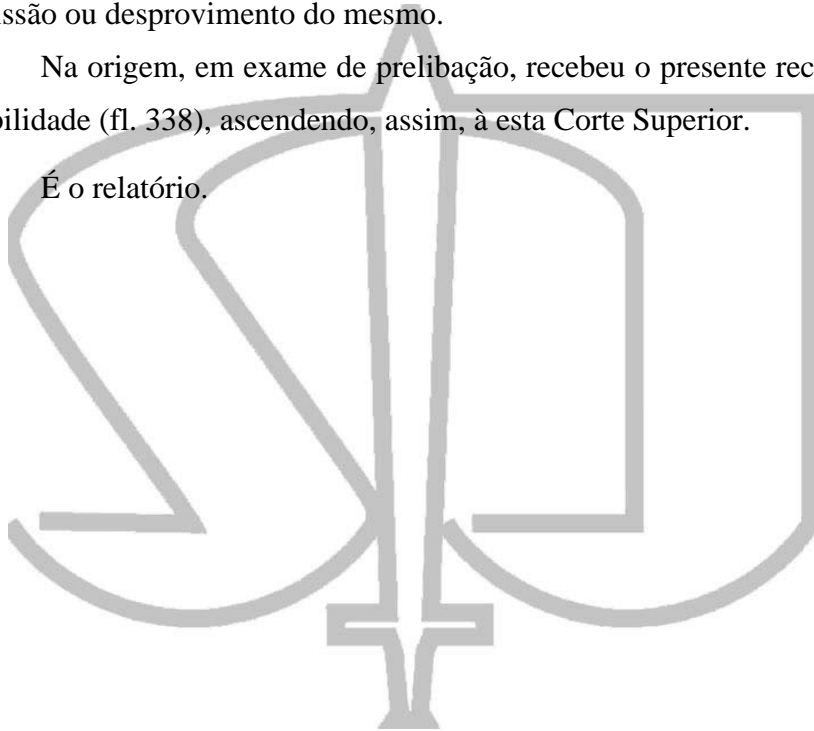 issão ou desprovimento do mesmo.
Na origem, em exame de prelibação, recebeu o presente rec
bilidade (fl. 338), ascendendo, assim, à esta Corte Superior.
É o relatório.